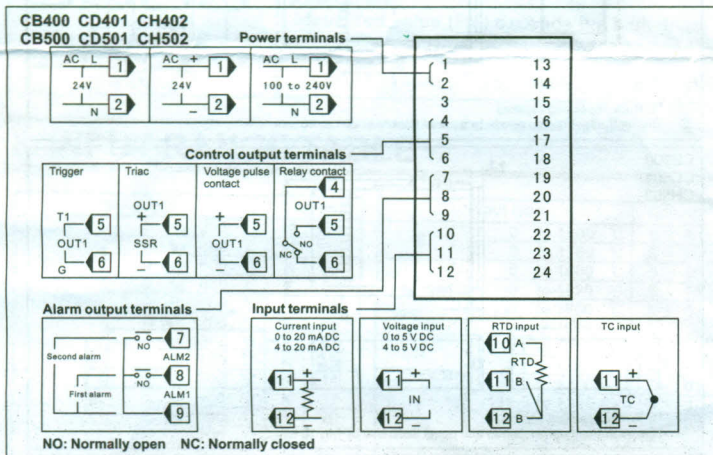 CB400 CD401 CH402
CB500 CD501 CH502
Power terminals
AC L 1
24V
N 2
AC + 1
24V
− 2
AC L 1
100 to 240V
N 2
Control output terminals
Trigger
T1 5
OUT1
G 6
Triac
OUT1
+ 5
SSR
− 6
Voltage pulse
contact
+ 5
OUT1
− 6
Relay contact
4
OUT1
5
NO
NC
6
1 13
2 14
3 15
4 16
5 17
6 18
7 19
8 20
9 21
10 22
11 23
12 24
Alarm output terminals
7
NO
Second alarm
ALM2
8
NO
First alarm
ALM1
9
Input terminals
Current input
0 to 20 mA DC
4 to 20 mA DC
11 +
12 −
Voltage input
0 to 5 V DC
4 to 5 V DC
11 +
IN
12 −
RTD input
10 A
RTD
11 B
12 B
TC input
11 +
TC
12 −
NO: Normally open NC: Normally closed